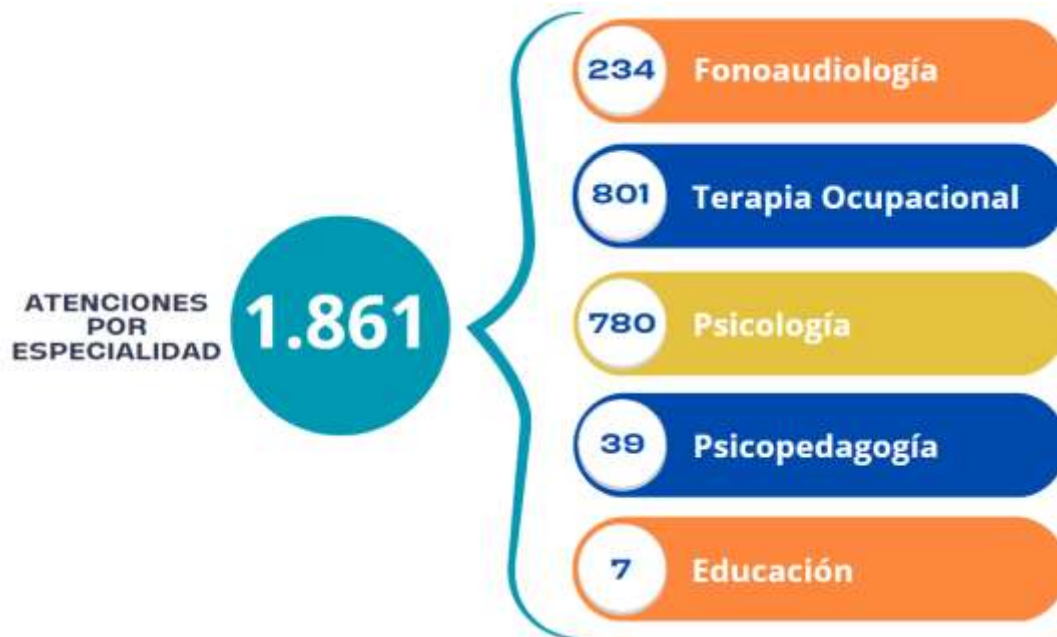 ATENCIONES
POR
ESPECIALIDAD
1.861
234 Fonoaudiología
801 Terapia Ocupacional
780 Psicología
39 Psicopedagogía
7 Educación